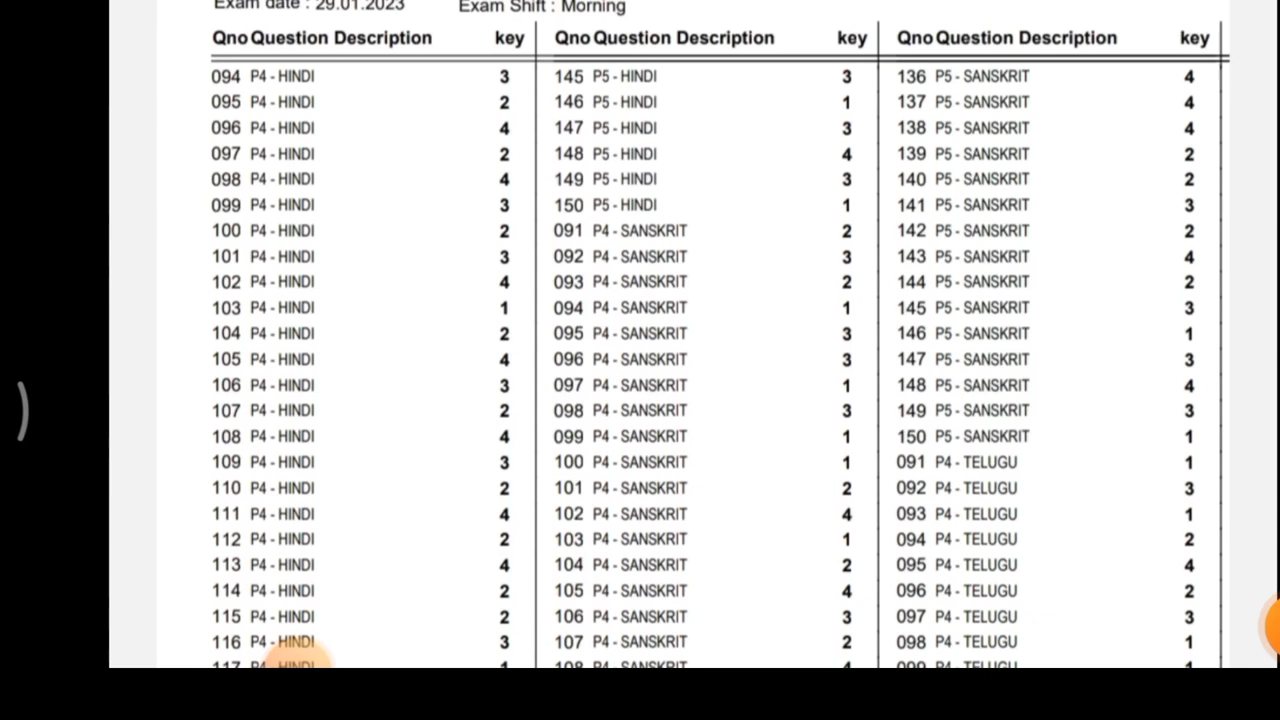 Exam date : 29.01.2023 Exam Shift : Morning
Qno Question Description key Qno Question Description key Qno Question Description key
094 P4 - HINDI 3 145 P5 - HINDI 3 136 P5 - SANSKRIT 4
095 P4 - HINDI 2 146 P5 - HINDI 1 137 P5 - SANSKRIT 4
096 P4 - HINDI 4 147 P5 - HINDI 3 138 P5 - SANSKRIT 4
097 P4 - HINDI 2 148 P5 - HINDI 4 139 P5 - SANSKRIT 2
098 P4 - HINDI 4 149 P5 - HINDI 3 140 P5 - SANSKRIT 2
099 P4 - HINDI 3 150 P5 - HINDI 1 141 P5 - SANSKRIT 3
100 P4 - HINDI 2 091 P4 - SANSKRIT 2 142 P5 - SANSKRIT 2
101 P4 - HINDI 3 092 P4 - SANSKRIT 3 143 P5 - SANSKRIT 4
102 P4 - HINDI 4 093 P4 - SANSKRIT 2 144 P5 - SANSKRIT 2
103 P4 - HINDI 1 094 P4 - SANSKRIT 1 145 P5 - SANSKRIT 3
104 P4 - HINDI 2 095 P4 - SANSKRIT 3 146 P5 - SANSKRIT 1
105 P4 - HINDI 4 096 P4 - SANSKRIT 3 147 P5 - SANSKRIT 3
106 P4 - HINDI 3 097 P4 - SANSKRIT 1 148 P5 - SANSKRIT 4
107 P4 - HINDI 2 098 P4 - SANSKRIT 3 149 P5 - SANSKRIT 3
108 P4 - HINDI 4 099 P4 - SANSKRIT 1 150 P5 - SANSKRIT 1
109 P4 - HINDI 3 100 P4 - SANSKRIT 1 091 P4 - TELUGU 1
110 P4 - HINDI 2 101 P4 - SANSKRIT 2 092 P4 - TELUGU 3
111 P4 - HINDI 4 102 P4 - SANSKRIT 4 093 P4 - TELUGU 1
112 P4 - HINDI 2 103 P4 - SANSKRIT 1 094 P4 - TELUGU 2
113 P4 - HINDI 4 104 P4 - SANSKRIT 2 095 P4 - TELUGU 4
114 P4 - HINDI 2 105 P4 - SANSKRIT 4 096 P4 - TELUGU 2
115 P4 - HINDI 2 106 P4 - SANSKRIT 3 097 P4 - TELUGU 3
116 P4 - HINDI 3 107 P4 - SANSKRIT 2 098 P4 - TELUGU 1
117 P4 HINDI 1 108 P4 - SANSKRIT 4 099 P4 - TELUGU 1